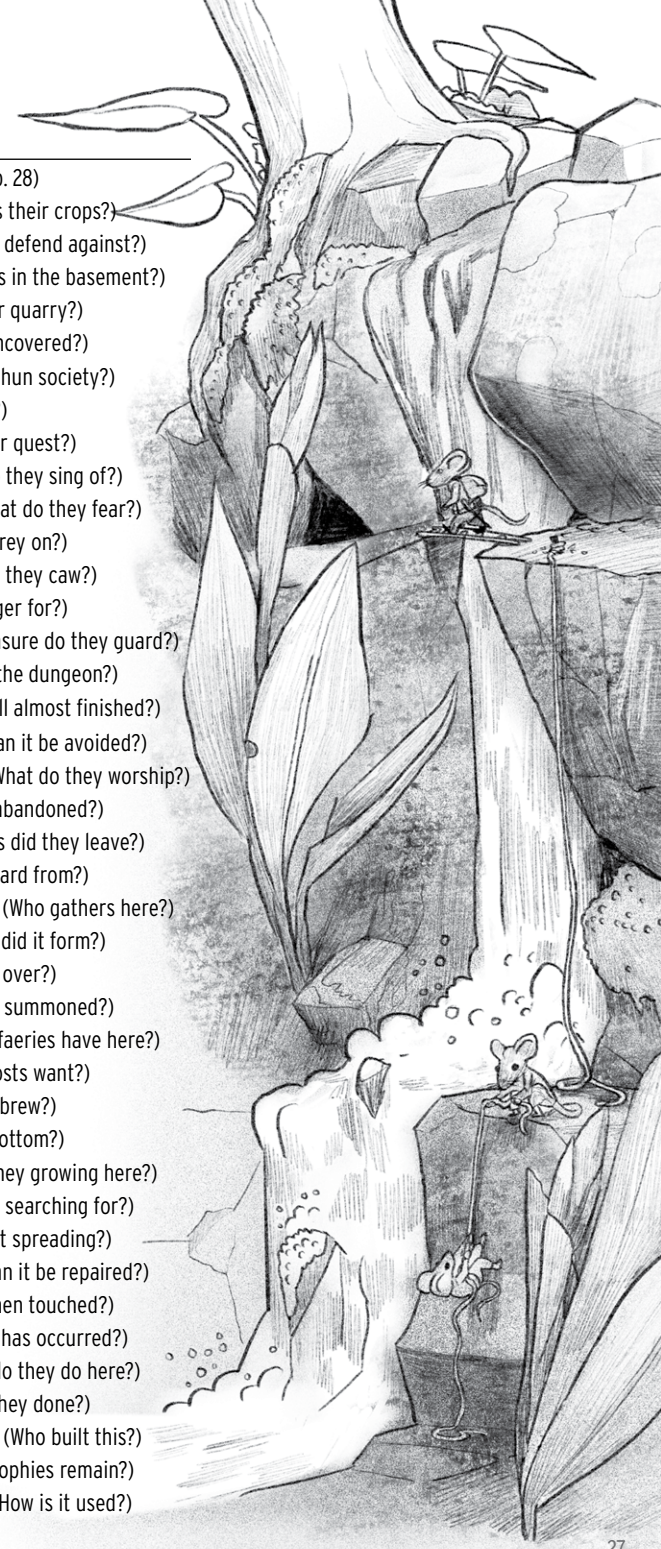 p. 28)
s their crops?)
defend against?)
s in the basement?)
r quarry?)
ncovered?)
hun society?)
?)
r quest?)
they sing of?)
at do they fear?)
rey on?)
they caw?)
ger for?)
asure do they guard?)
the dungeon?)
ll almost finished?)
an it be avoided?)
What do they worship?)
abandoned?)
s did they leave?)
ard from?)
(Who gathers here?)
did it form?)
over?)
summoned?)
faeries have here?)
osts want?)
brew?)
ottom?)
hey growing here?)
searching for?)
t spreading?)
an it be repaired?)
hen touched?)
has occurred?)
do they do here?)
hey done?)
(Who built this?)
ophies remain?)
How is it used?)
27